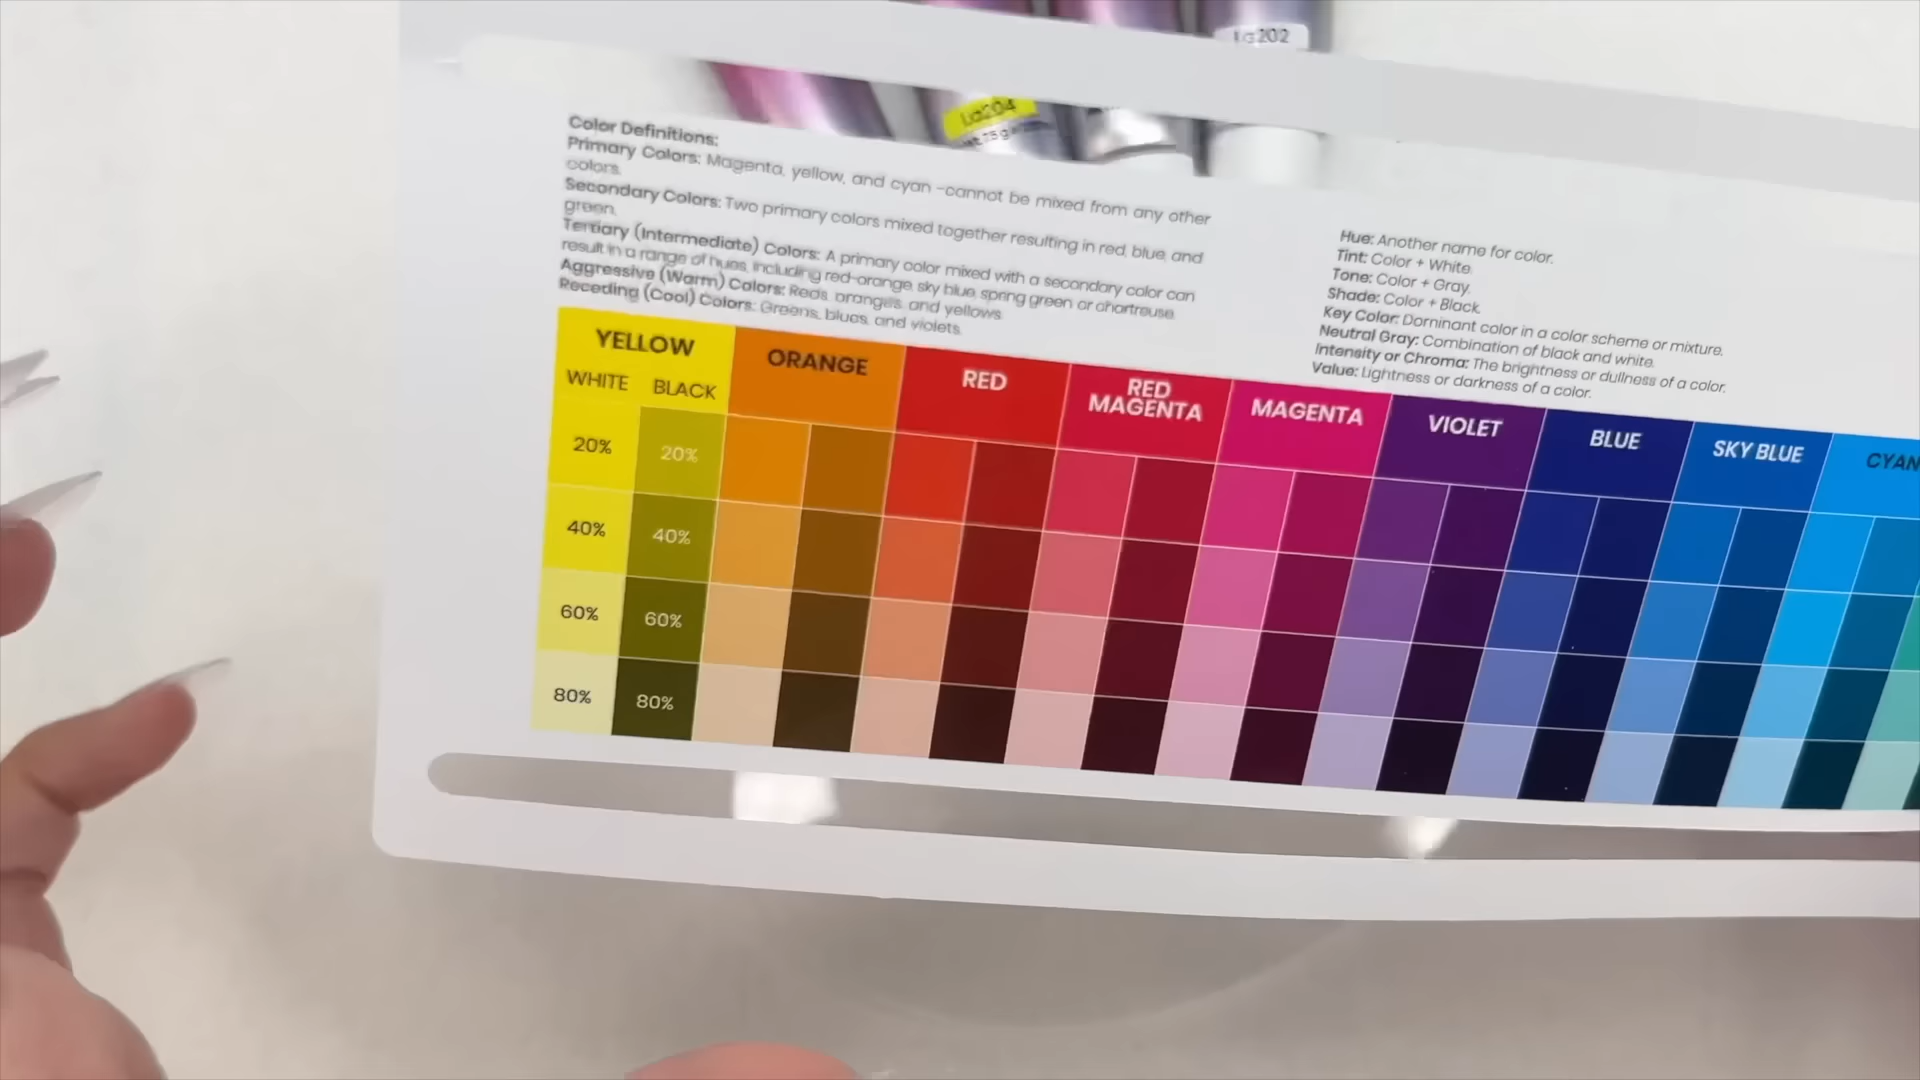 LG202
LG204
Color Definitions:
Primary Colors: Magenta, yellow, and cyan -cannot be mixed from any other
colors.
Secondary Colors: Two primary colors mixed together resulting in red, blue, and
green.
Tertiary (Intermediate) Colors: A primary color mixed with a secondary color can
result in a range of hues, including red-orange, sky blue, spring green or chartreuse.
Aggressive (Warm) Colors: Reds, oranges, and yellows.
Receding (Cool) Colors: Greens, blues, and violets.
Hue: Another name for color.
Tint: Color + White.
Tone: Color + Gray.
Shade: Color + Black.
Key Color: Dominant color in a color scheme or mixture.
Neutral Gray: Combination of black and white.
Intensity or Chroma: The brightness or dullness of a color.
Value: Lightness or darkness of a color.
YELLOW
ORANGE
RED
RED
MAGENTA
MAGENTA
VIOLET
BLUE
SKY BLUE
CYAN
WHITE BLACK
20% 20%
40% 40%
60% 60%
80% 80%